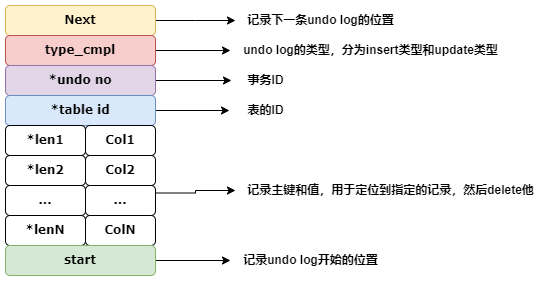 Next 记录下一条undo log的位置
type_cmpl undo log的类型，分为insert类型和update类型
*undo no 事务ID
*table id 表的ID
*len1 Col1
*len2 Col2
... ... 记录主键和值，用于定位到指定的记录，然后delete他
*lenN ColN
start 记录undo log开始的位置